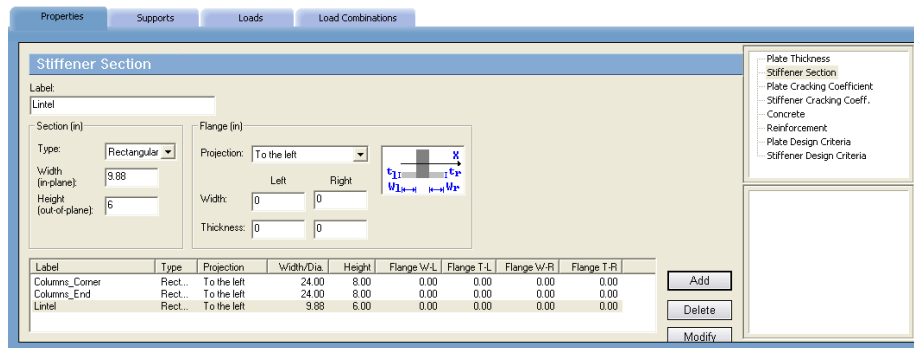 Properties Supports Loads Load Combinations
Stiffener Section
Label:
Lintel
Section (in)
Type: Rectangular
Width
(in-plane): 9.88
Height
(out-of-plane): 6
Flange (in)
Projection: To the left
Left Right
Width: 0 0
Thickness: 0 0
X
tl tr
Wl Wr
Label Type Projection Width/Dia. Height Flange W-L Flange T-L Flange W-R Flange T-R
Columns_Corner Rect... To the left 24.00 8.00 0.00 0.00 0.00 0.00
Columns_End Rect... To the left 24.00 8.00 0.00 0.00 0.00 0.00
Lintel Rect... To the left 9.88 6.00 0.00 0.00 0.00 0.00
Add
Delete
Modify
Plate Thickness
Stiffener Section
Plate Cracking Coefficient
Stiffener Cracking Coeff.
Concrete
Reinforcement
Plate Design Criteria
Stiffener Design Criteria